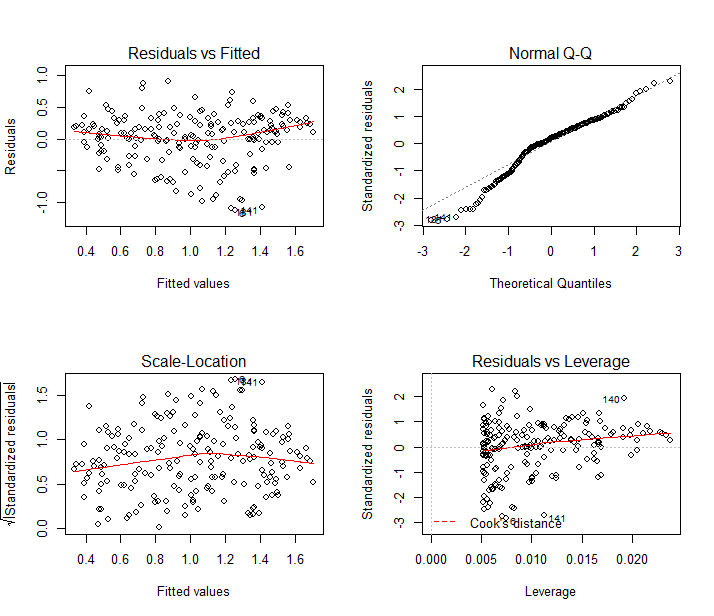 Residuals vs Fitted
Residuals
1.0
0.5
0.0
-1.0
141
0.4 0.6 0.8 1.0 1.2 1.4 1.6
Fitted values
Normal Q-Q
Standardized residuals
2
1
0
-1
-2
-3
141
-3 -2 -1 0 1 2 3
Theoretical Quantiles
Scale-Location
√|Standardized residuals|
1.5
1.0
0.5
0.0
141
0.4 0.6 0.8 1.0 1.2 1.4 1.6
Fitted values
Residuals vs Leverage
Standardized residuals
2
1
0
-1
-2
-3
140
141
Cook's distance
0.000 0.005 0.010 0.015 0.020
Leverage